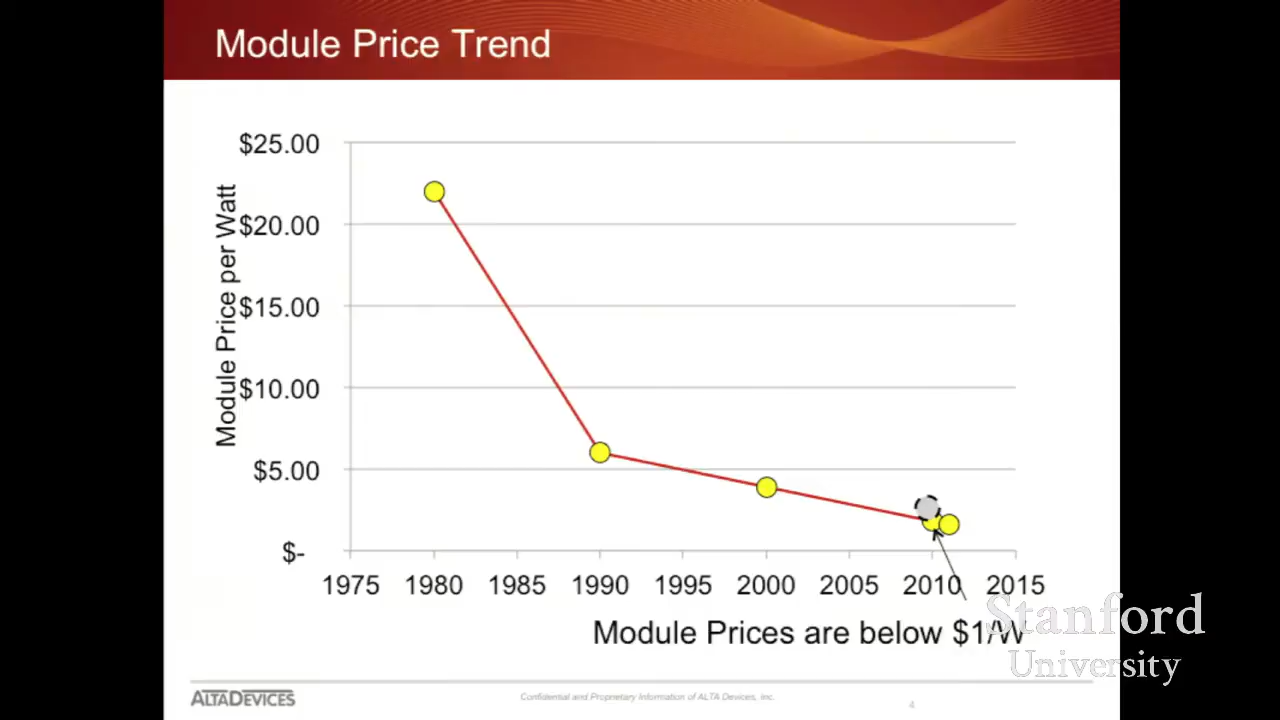 Module Price Trend
Module Price per Watt
$25.00
$20.00
$15.00
$10.00
$5.00
$-
1975 1980 1985 1990 1995 2000 2005 2010 2015
Module Prices are below $1/W
Stanford
University
ALTADEVICES
Confidential and Proprietary Information of ALTA Devices, Inc.
4